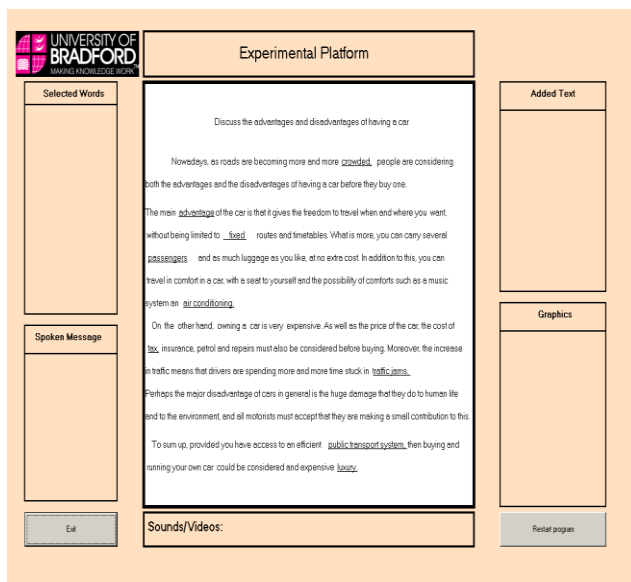 UNIVERSITY OF
BRADFORD
MAKING KNOWLEDGE WORK
Experimental Platform
Selected Words
Spoken Message
Exit
Discuss the advantages and disadvantages of having a car
Nowadays, as roads are becoming more and more crowded, people are considering
both the advantages and the disadvantages of having a car before they buy one.
The main advantage of the car is that it gives the freedom to travel when and where you want,
without being limited to fixed routes and timetables. What is more, you can carry several
passengers and as much luggage as you like, at no extra cost. In addition to this, you can
travel in comfort in a car, with a seat to yourself and the possibility of comforts such as a music
system an air conditioning.
On the other hand, owning a car is very expensive. As well as the price of the car, the cost of
tax, insurance, petrol and repairs must also be considered before buying. Moreover, the increase
in traffic means that drivers are spending more and more time stuck in traffic jams.
Perhaps the major disadvantage of cars in general is the huge damage that they do to human life
and to the environment, and all motorists must accept that they are making a small contribution to this.
To sum up, provided you have access to an efficient public transport system, then buying and
running your own car could be considered and expensive luxury.
Sounds/Videos:
Added Text
Graphics
Restart program